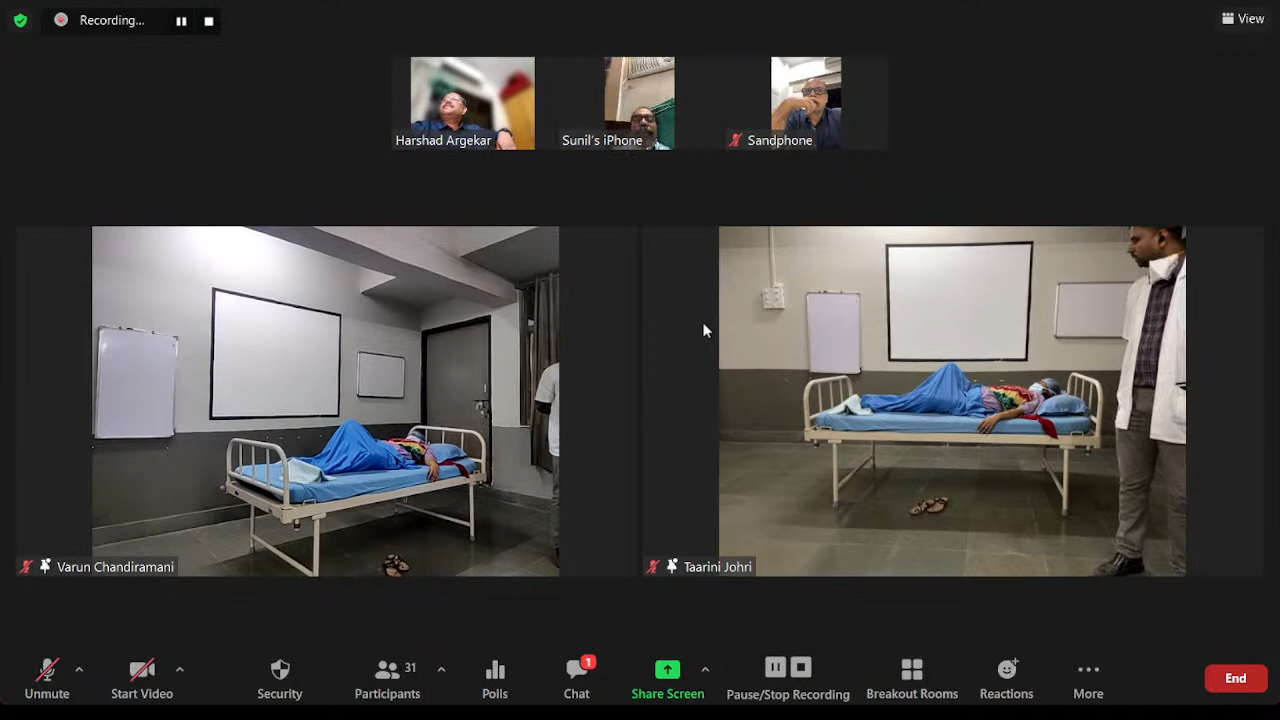 Recording...
View
Harshad Argekar
Sunil's iPhone
Sandphone
Varun Chandiramani
Taarini Johri
Unmute
Start Video
Security
Participants
31
Polls
Chat
1
Share Screen
Pause/Stop Recording
Breakout Rooms
Reactions
More
End